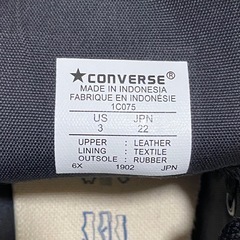 ★CONVERSE®
MADE IN INDONESIA
FABRIQUE EN INDONÉSIE
1C075
US JPN
3 22
UPPER : LEATHER
LINING : TEXTILE
OUTSOLE : RUBBER
6X 1902 JPN